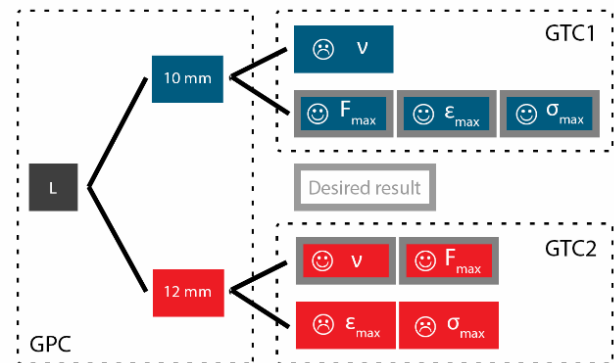 GTC1
ν
10 mm
F max ε max σ max
L
Desired result
GTC2
ν F max
12 mm
ε max σ max
GPC